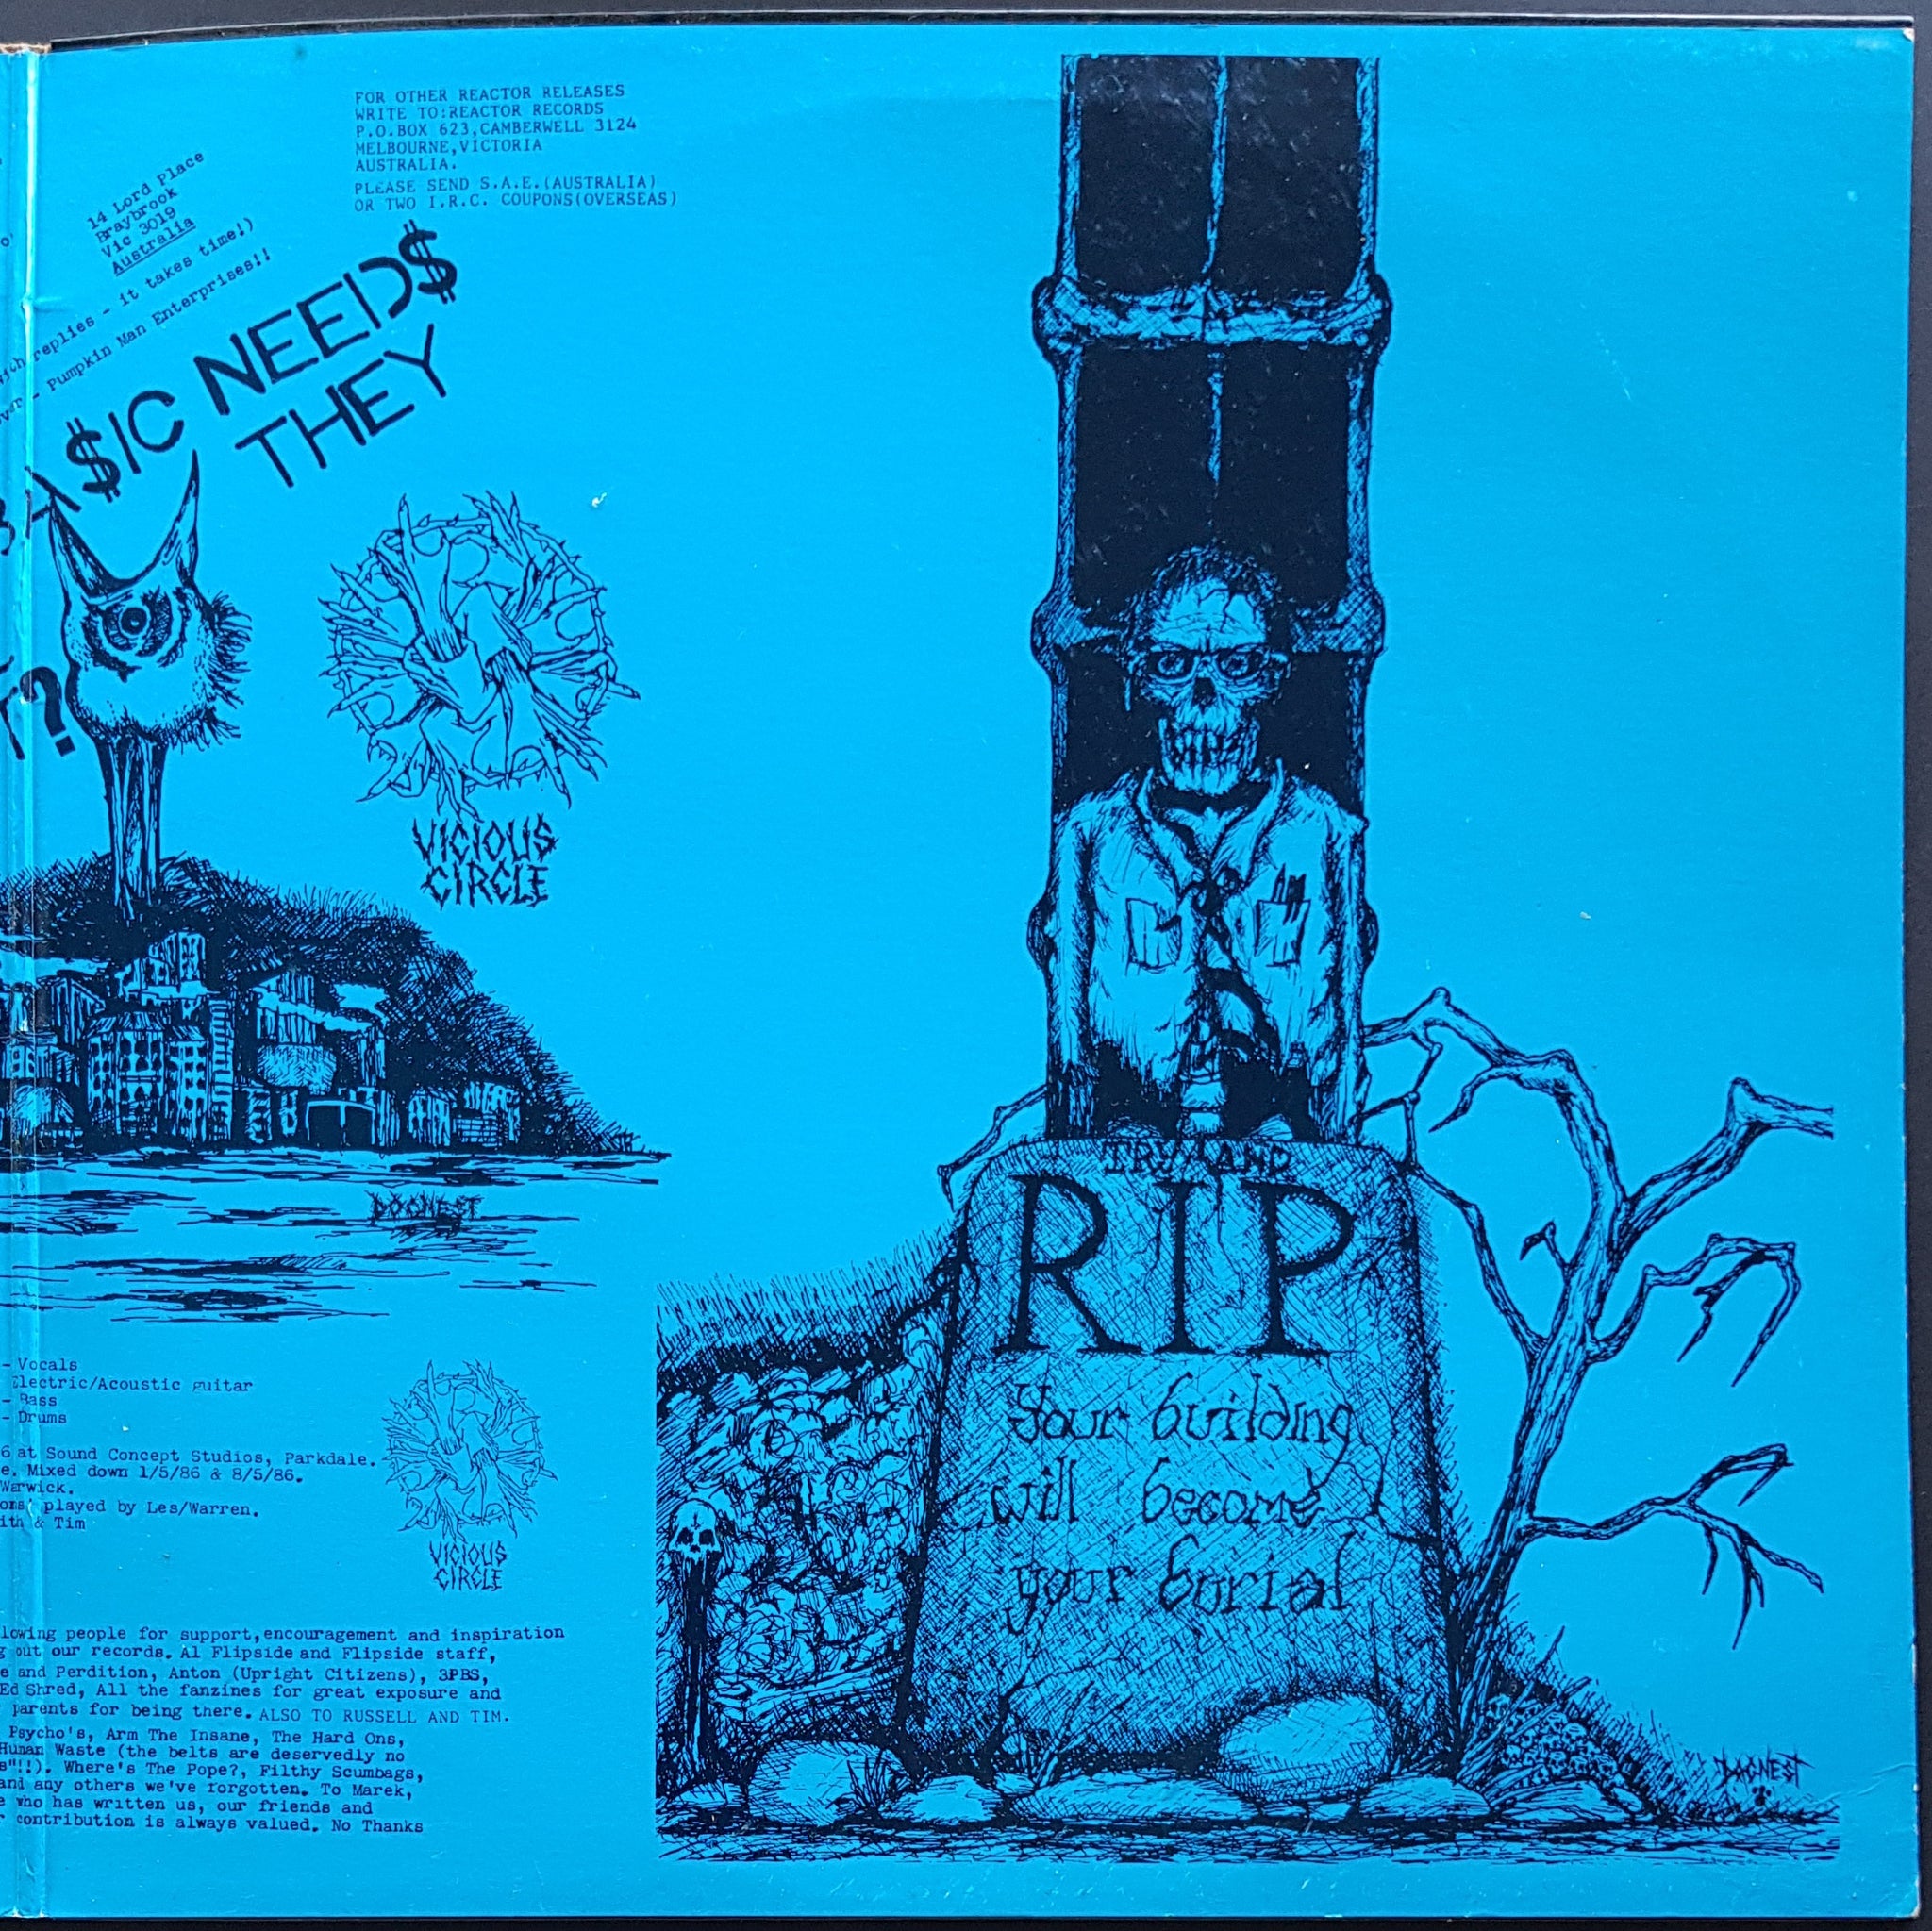 FOR OTHER REACTOR RELEASES
WRITE TO:REACTOR RECORDS
P.O.BOX 623,CAMBERWELL 3124
MELBOURNE,VICTORIA
AUSTRALIA.
PLEASE SEND S.A.E.(AUSTRALIA)
OR TWO I.R.C. COUPONS(OVERSEAS)
14 Lord Place
Braybrook
Vic 3019
Australia
replies - it takes time!)
- Pumpkin Man Enterprises!!
BA$IC NEED$
THEY
?
VICIOUS
CIRCLE
DOGNEST
- Vocals
Electric/Acoustic guitar
- Bass
- Drums
6 at Sound Concept Studios, Parkdale.
e. Mixed down 1/5/86 & 8/5/86.
Warwick.
played by Les/Warren.
& Tim
VICIOUS
CIRCLE
lowing people for support,encouragement and inspiration
g out our records. Al Flipside and Flipside staff,
e and Perdition, Anton (Upright Citizens), 3PBS,
Ed Shred, All the fanzines for great exposure and
parents for being there. ALSO TO RUSSELL AND TIM.
Psycho's, Arm The Insane, The Hard Ons,
Human Waste (the belts are deservedly no
s"!!). Where's The Pope?, Filthy Scumbags,
and any others we've forgotten. To Marek,
e who has written us, our friends and
r contribution is always valued. No Thanks
TRY AND
RIP
Your building
will become
your burial
DOGNEST